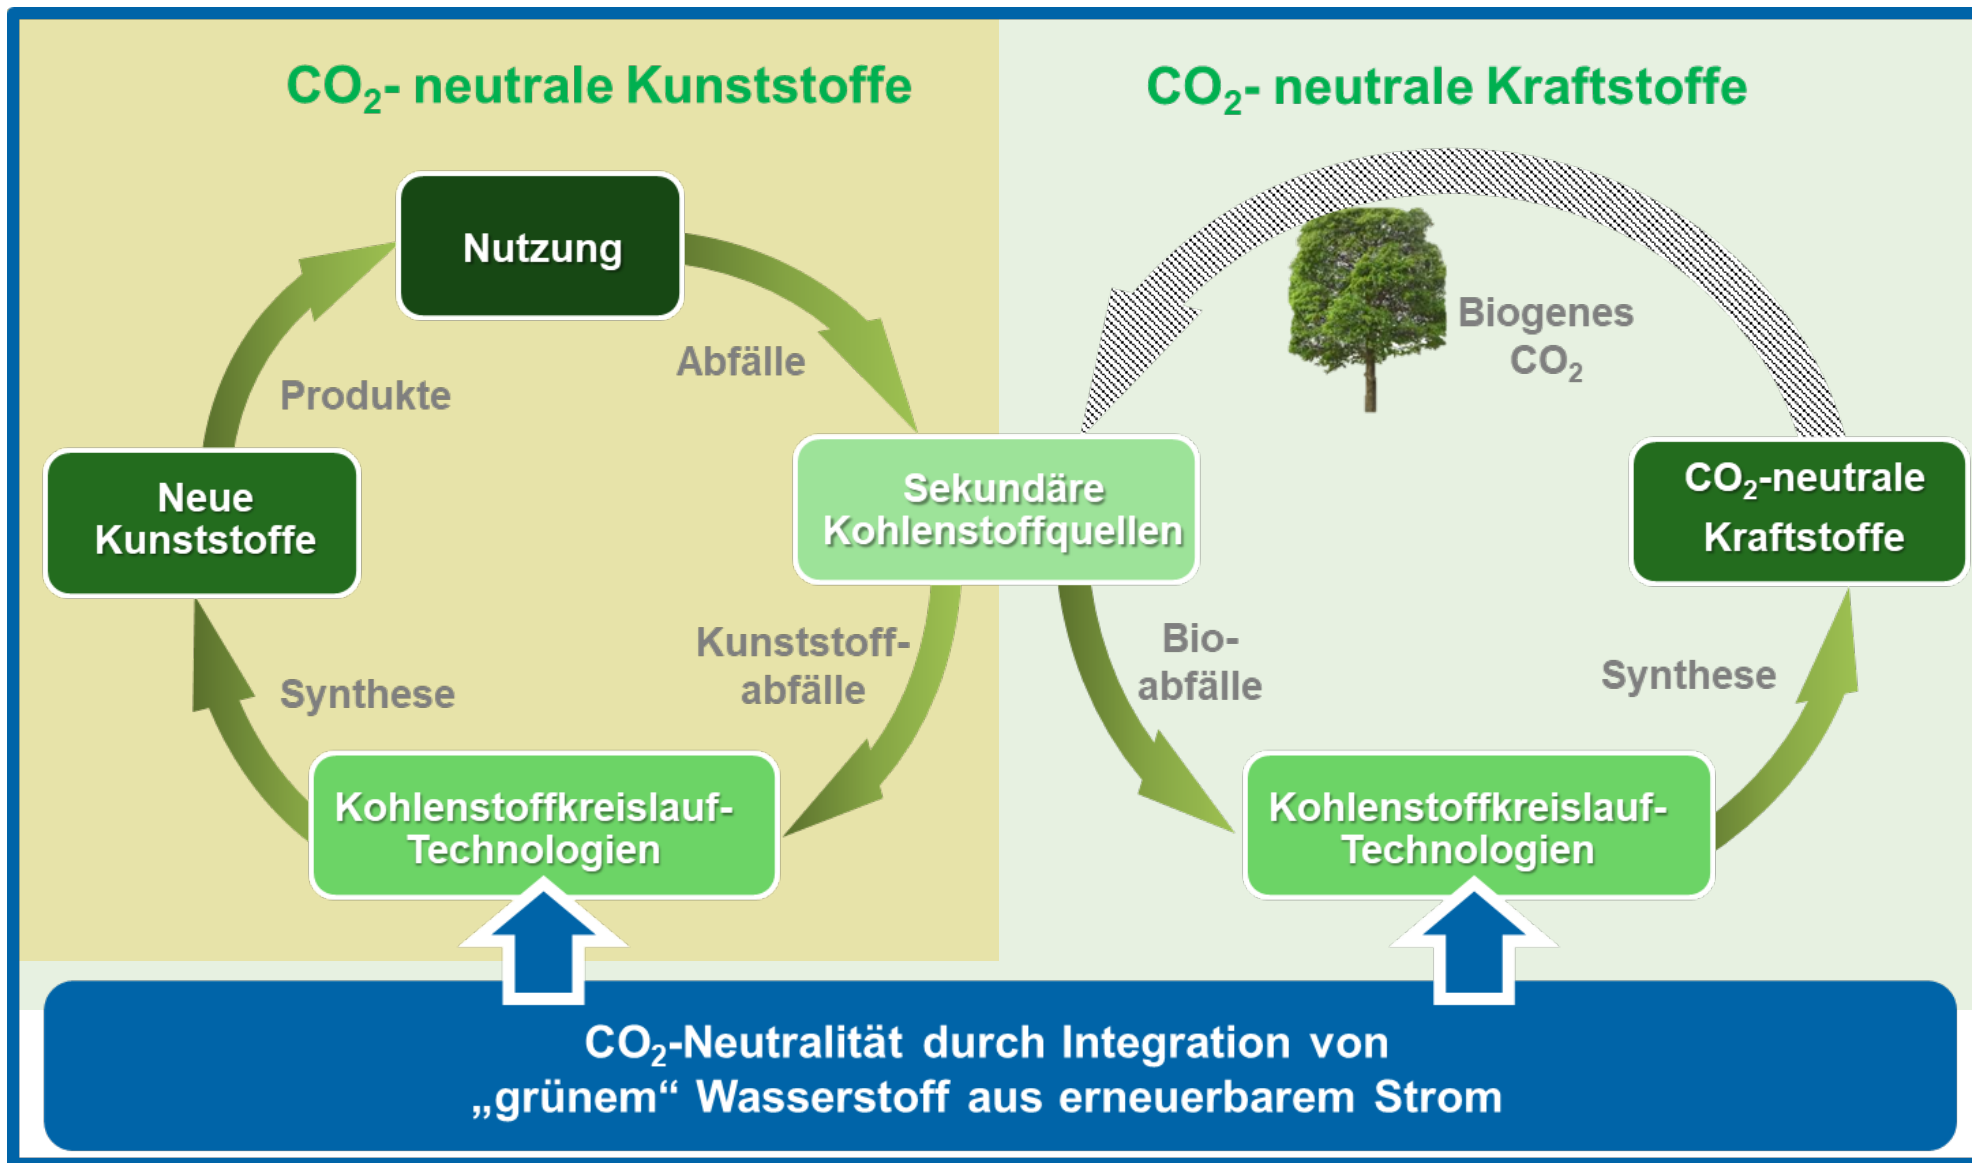 CO₂- neutrale Kunststoffe
CO₂- neutrale Kraftstoffe
Nutzung
Abfälle
Produkte
Biogenes
CO₂
Neue
Kunststoffe
Sekundäre
Kohlenstoffquellen
CO₂-neutrale
Kraftstoffe
Kunststoff-
abfälle
Bio-
abfälle
Synthese
Synthese
Kohlenstoffkreislauf-
Technologien
Kohlenstoffkreislauf-
Technologien
CO₂-Neutralität durch Integration von
„grünem“ Wasserstoff aus erneuerbarem Strom